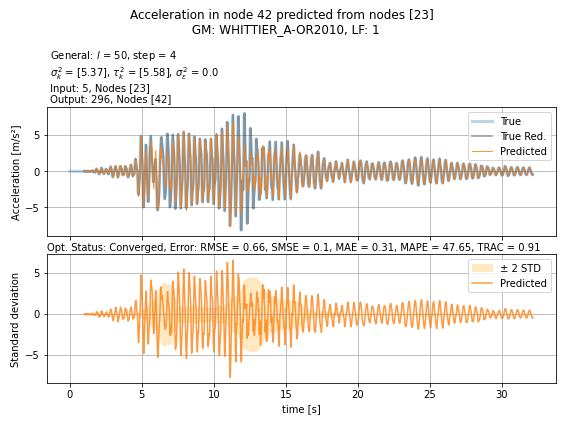 Acceleration in node 42 predicted from nodes [23]
GM: WHITTIER_A-OR2010, LF: 1
General: l = 50, step = 4
σ²ₖ = [5.37], τ²ₖ = [5.58], σ²ε = 0.0
Input: 5, Nodes [23]
Output: 296, Nodes [42]
Acceleration [m/s²]
5
0
−5
True
True Red.
Predicted
Opt. Status: Converged, Error: RMSE = 0.66, SMSE = 0.1, MAE = 0.31, MAPE = 47.65, TRAC = 0.91
Standard deviation
5
0
−5
± 2 STD
Predicted
0 5 10 15 20 25 30
time [s]